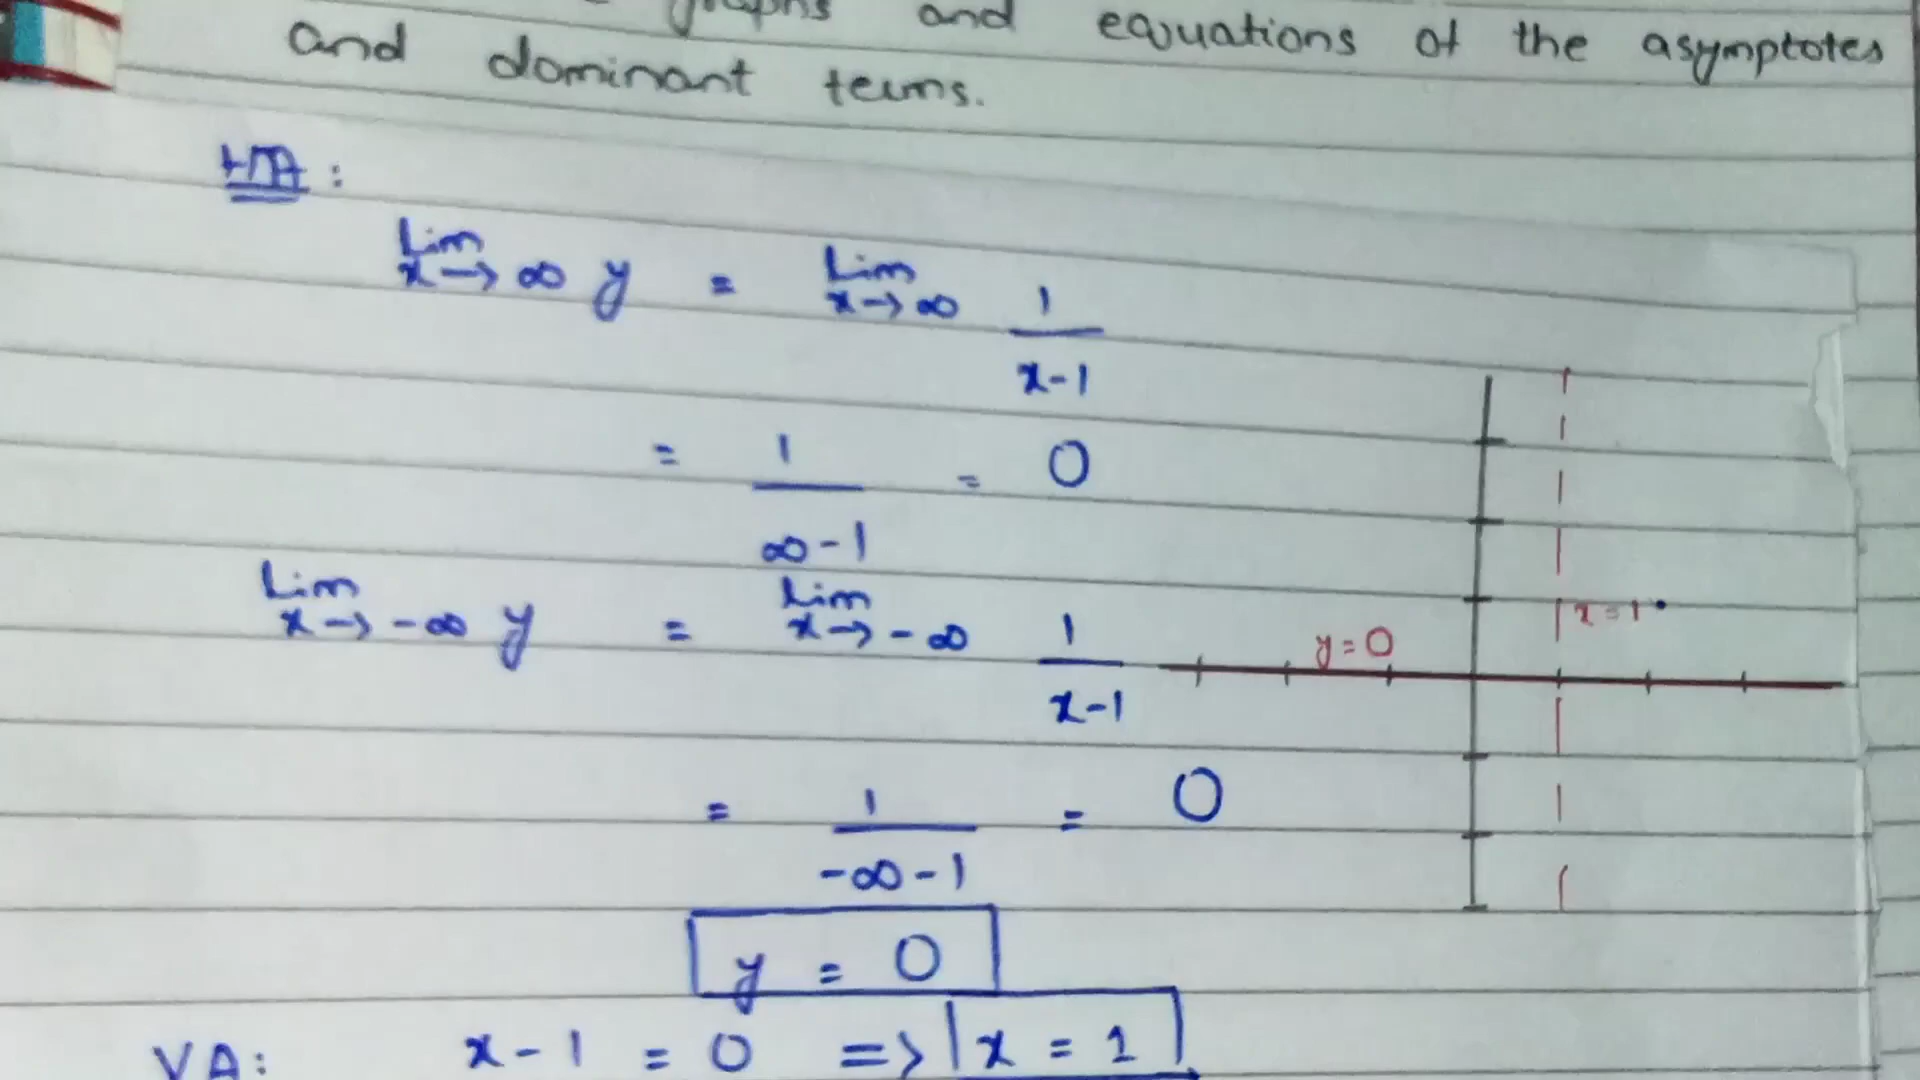 graphs and equations of the asymptotes
and dominant terms.
HA:
Lim x→∞ y = Lim x→∞ 1/(x-1)
= 1/(∞-1) = 0
Lim x→-∞ y = Lim x→-∞ 1/(x-1)
x=1
y=0
= 1/(-∞-1) = 0
y = 0
VA: x-1 = 0 => x = 1